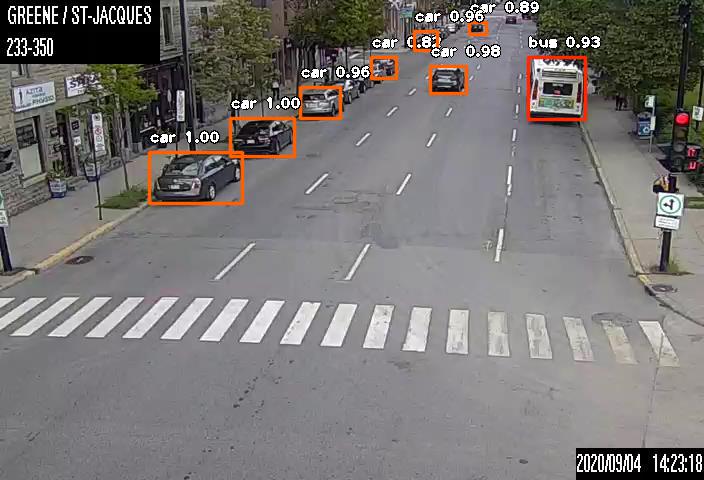 GREENE / ST-JACQUES
233-350
car 0.89
car 0.96
car 0.82
car 0.98
bus 0.93
car 0.96
car 1.00
car 1.00
2020/09/04 14:23:18